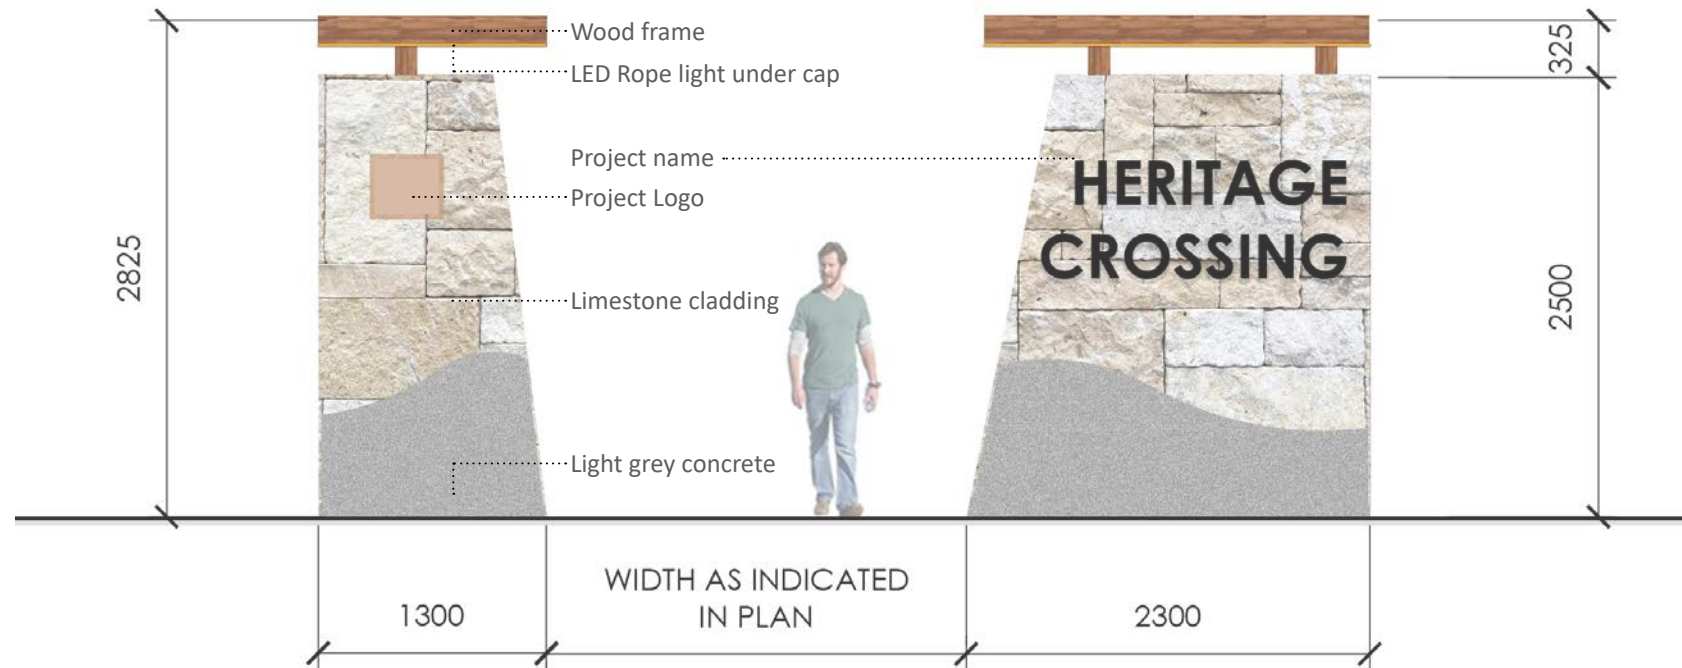 Wood frame
LED Rope light under cap
325
Project name
HERITAGE
CROSSING
Project Logo
2825
Limestone cladding
2500
Light grey concrete
WIDTH AS INDICATED
IN PLAN
1300
2300